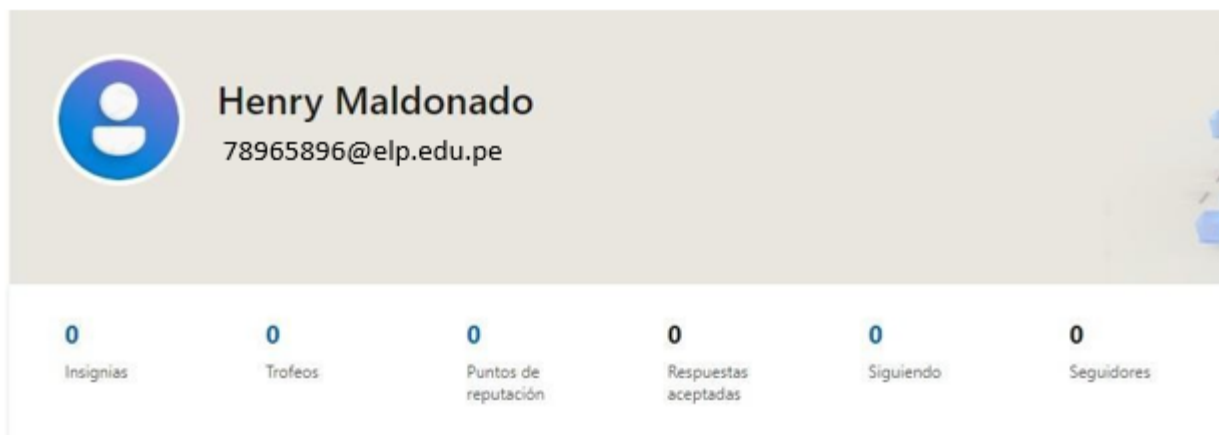 Henry Maldonado
78965896@elp.edu.pe
0
0
0
0
0
0
Insignias
Trofeos
Puntos de
reputación
Respuestas
aceptadas
Siguiendo
Seguidores